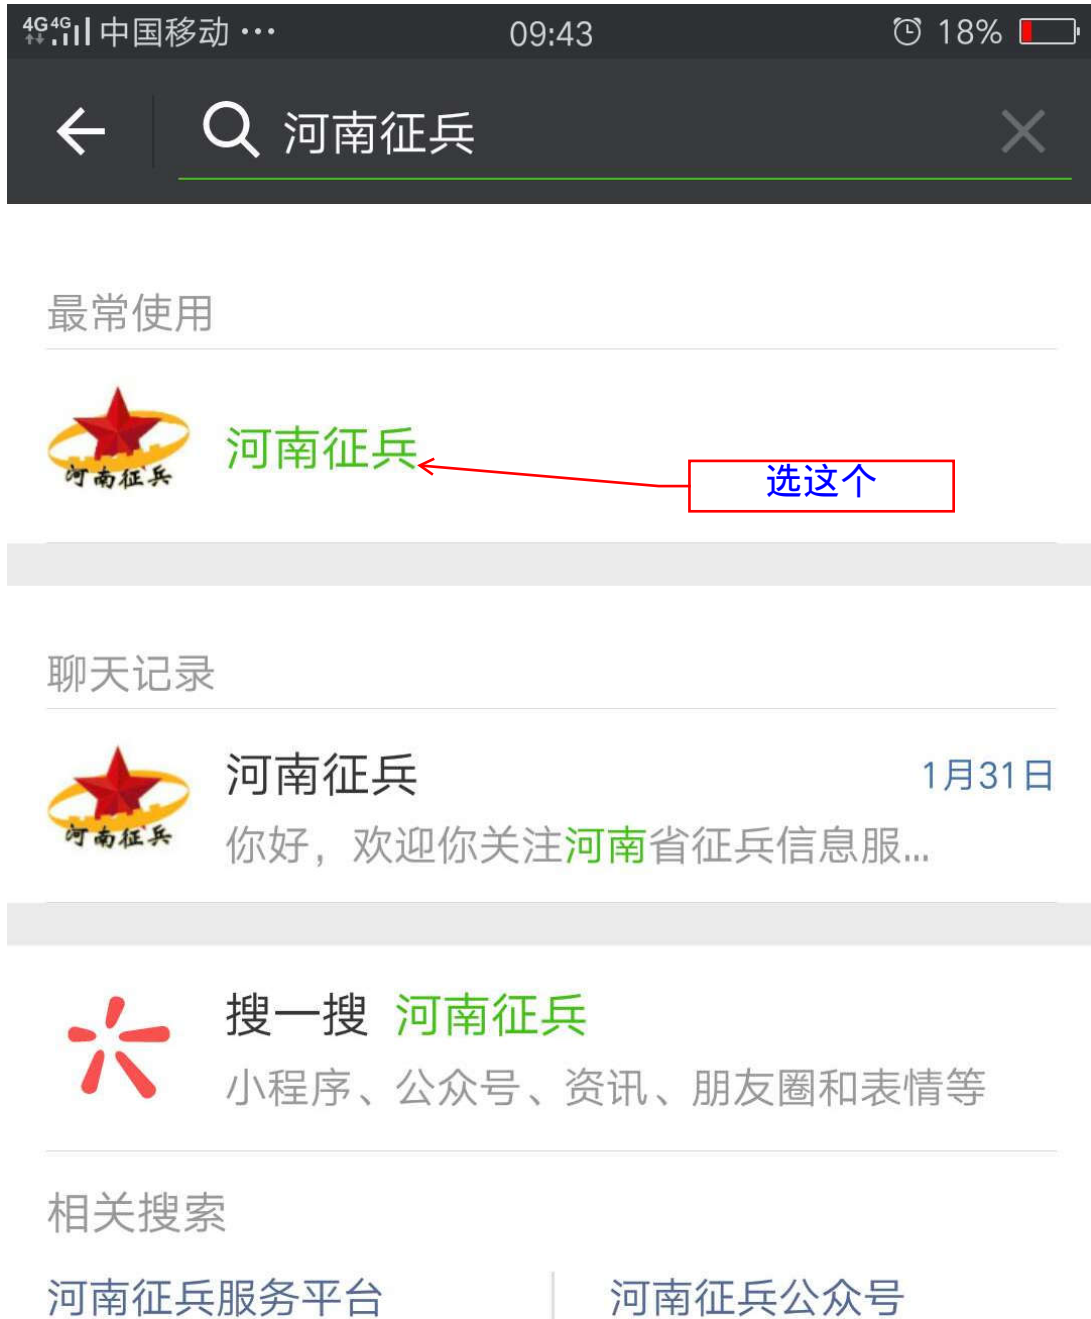 4G 4G 中国移动 ··· 09:43 18%
河南征兵
最常使用
河南征兵
河南征兵
选这个
聊天记录
河南征兵 1月31日
河南征兵
你好，欢迎你关注河南省征兵信息服...
搜一搜 河南征兵
小程序、公众号、资讯、朋友圈和表情等
相关搜索
河南征兵服务平台 河南征兵公众号